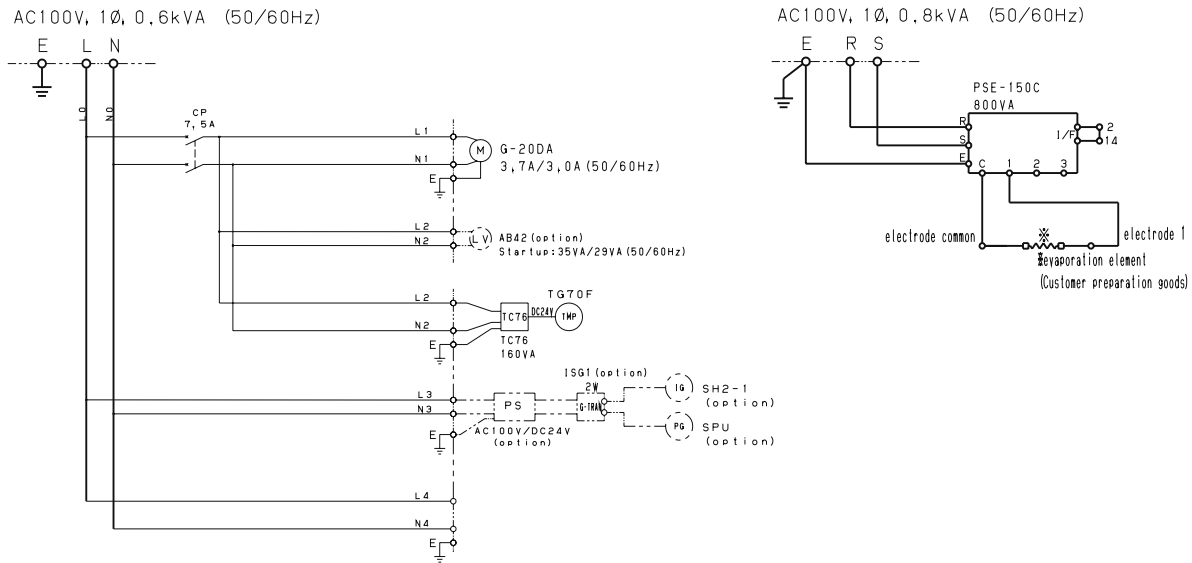 AC100V, 1Ø, 0,6kVA (50/60Hz)
E L N
L0
N0
CP
7,5A
L1
N1
E
M
G-20DA
3,7A/3,0A(50/60Hz)
L2
N2
LV
AB42(option)
Startup:35VA/29VA(50/60Hz)
L2
N2
E
TC76
DC24V
TG70F
TMP
TC76
160VA
L3
N3
E
PS
AC100V/DC24V
(option)
ISG1(option)
2W
G-TRAN
IG
SH2-1
(option)
PG
SPU
(option)
L4
N4
E
AC100V, 1Ø, 0,8kVA (50/60Hz)
E R S
PSE-150C
800VA
R
S
E
I/F
2
14
C 1 2 3
electrode common
※
electrode 1
※evaporation element
(Customer preparation goods)